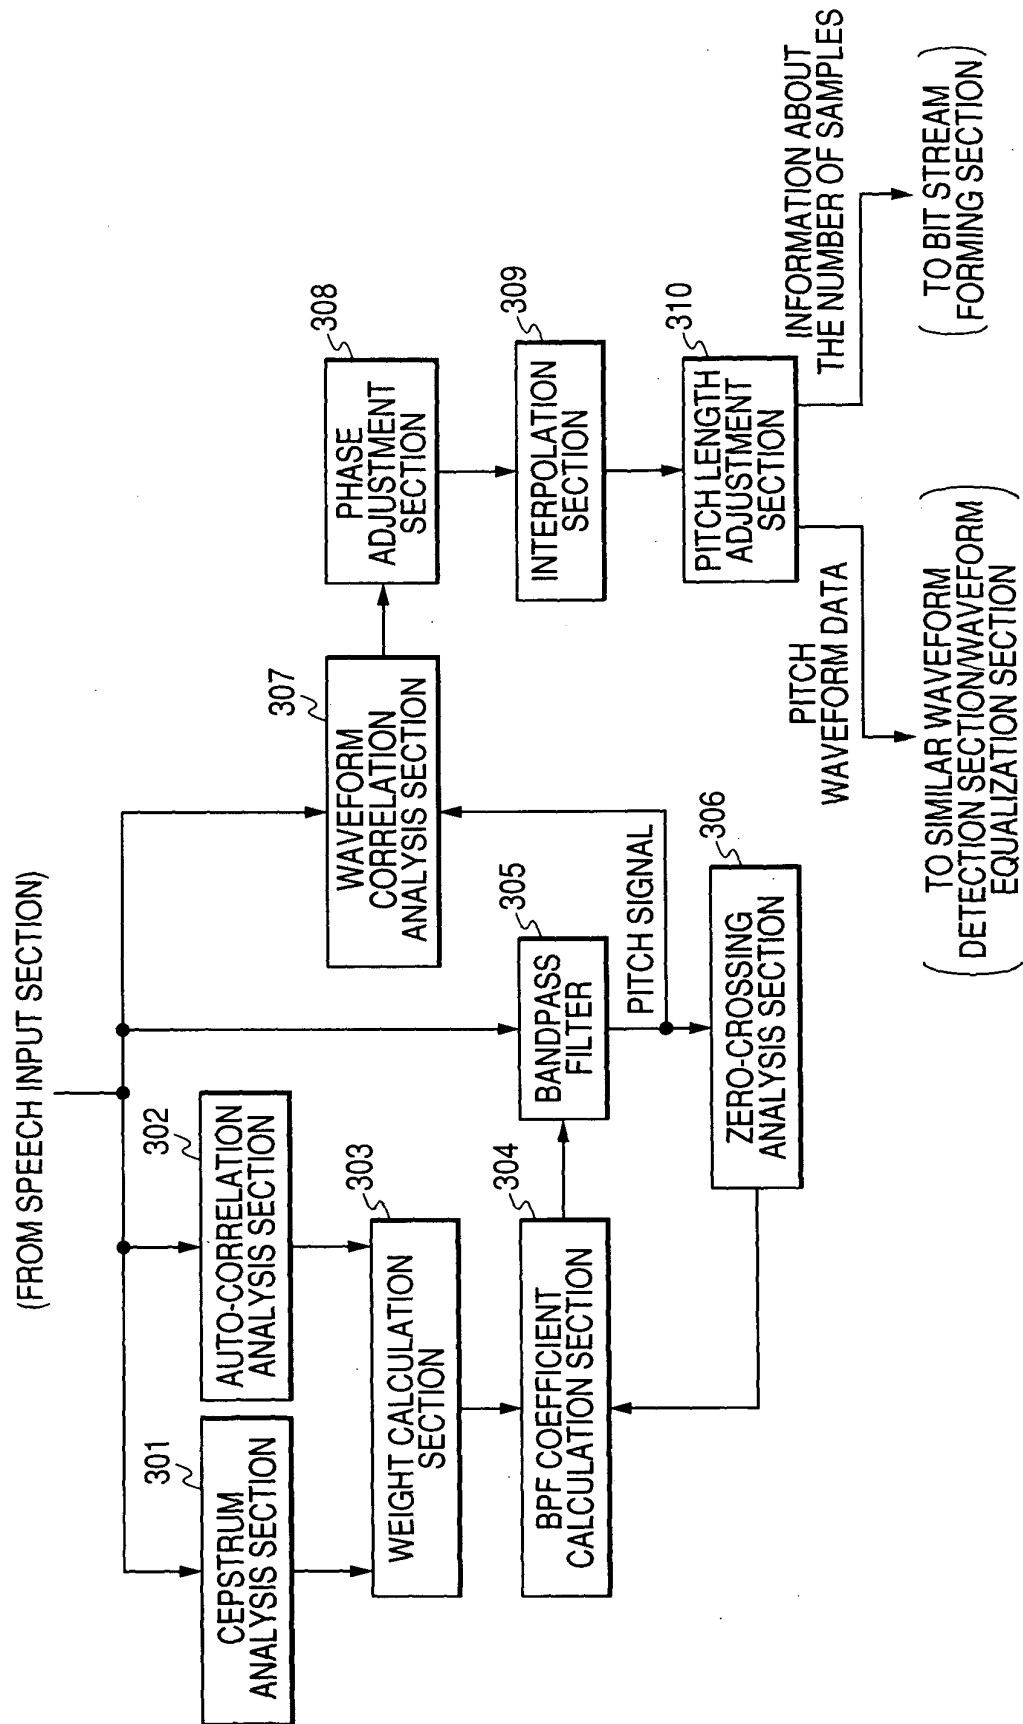 (FROM SPEECH INPUT SECTION)
301
CEPSTRUM
ANALYSIS SECTION
302
AUTO-CORRELATION
ANALYSIS SECTION
303
WEIGHT CALCULATION
SECTION
304
BPF COEFFICIENT
CALCULATION SECTION
305
BANDPASS
FILTER
PITCH SIGNAL
306
ZERO-CROSSING
ANALYSIS SECTION
307
WAVEFORM
CORRELATION
ANALYSIS SECTION
308
PHASE
ADJUSTMENT
SECTION
309
INTERPOLATION
SECTION
310
PITCH LENGTH
ADJUSTMENT
SECTION
PITCH
WAVEFORM DATA
(TO SIMILAR WAVEFORM
DETECTION SECTION/WAVEFORM
EQUALIZATION SECTION)
INFORMATION ABOUT
THE NUMBER OF SAMPLES
(TO BIT STREAM
FORMING SECTION)